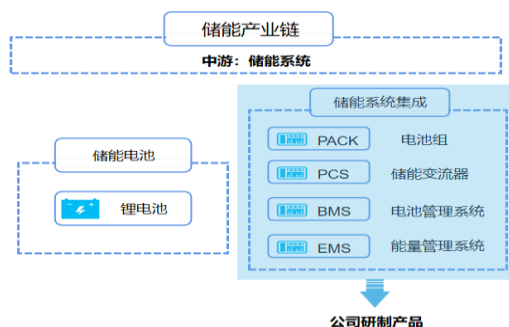 储能产业链
中游：储能系统
储能系统集成
储能电池
锂电池
PACK 电池组
PCS 储能变流器
BMS 电池管理系统
EMS 能量管理系统
公司研制产品